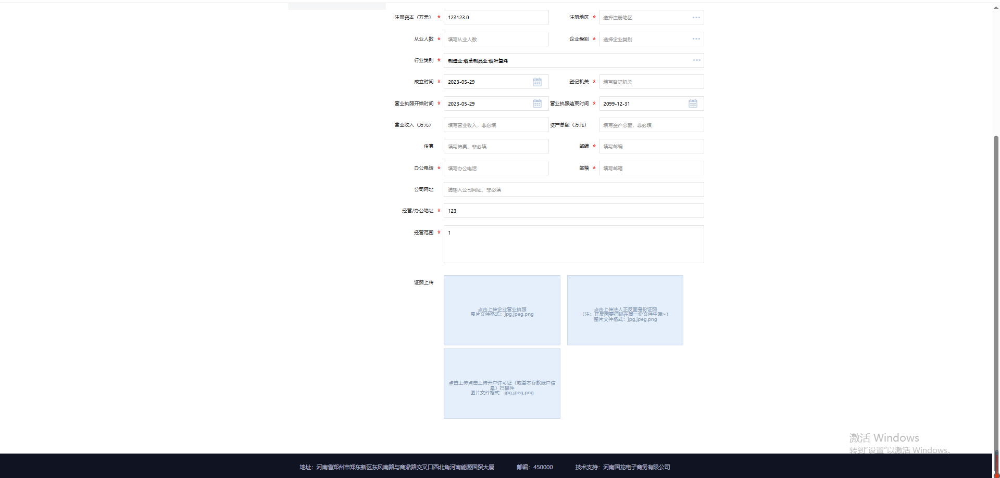 注册资本（万元） * 123123.0 注册地区 * 选择注册地区
从业人数 * 填写从业人数 企业类别 * 选择企业类别
行业类别 * 制造业·烟草制品业·烟叶复烤
成立时间 * 2023-05-29 登记机关 * 填写登记机关
营业执照开始时间 * 2023-05-29 营业执照结束时间 * 2099-12-31
营业收入（万元） 填写营业收入，非必填 资产总额（万元） 填写资产总额，非必填
传真 填写传真，非必填 邮编 * 填写邮编
办公电话 * 填写办公电话 邮箱 * 填写邮箱
公司网址 请输入公司网址，非必填
经营/办公地址 * 123
经营范围 * 1
证照上传
点击上传企业营业执照
图片文件格式：jpg,jpeg,png
点击上传法人正反面身份证照
（注：正反面要扫描在同一份文件中哦~）
图片文件格式：jpg,jpeg,png
点击上传点击上传开户许可证（或基本存款账户信
息）扫描件
图片文件格式：jpg,jpeg,png
激活 Windows
转到“设置”以激活 Windows。
地址：河南省郑州市郑东新区东风南路与商鼎路交叉口西北角河南能源国贸大厦 邮编：450000 技术支持：河南国龙电子商务有限公司